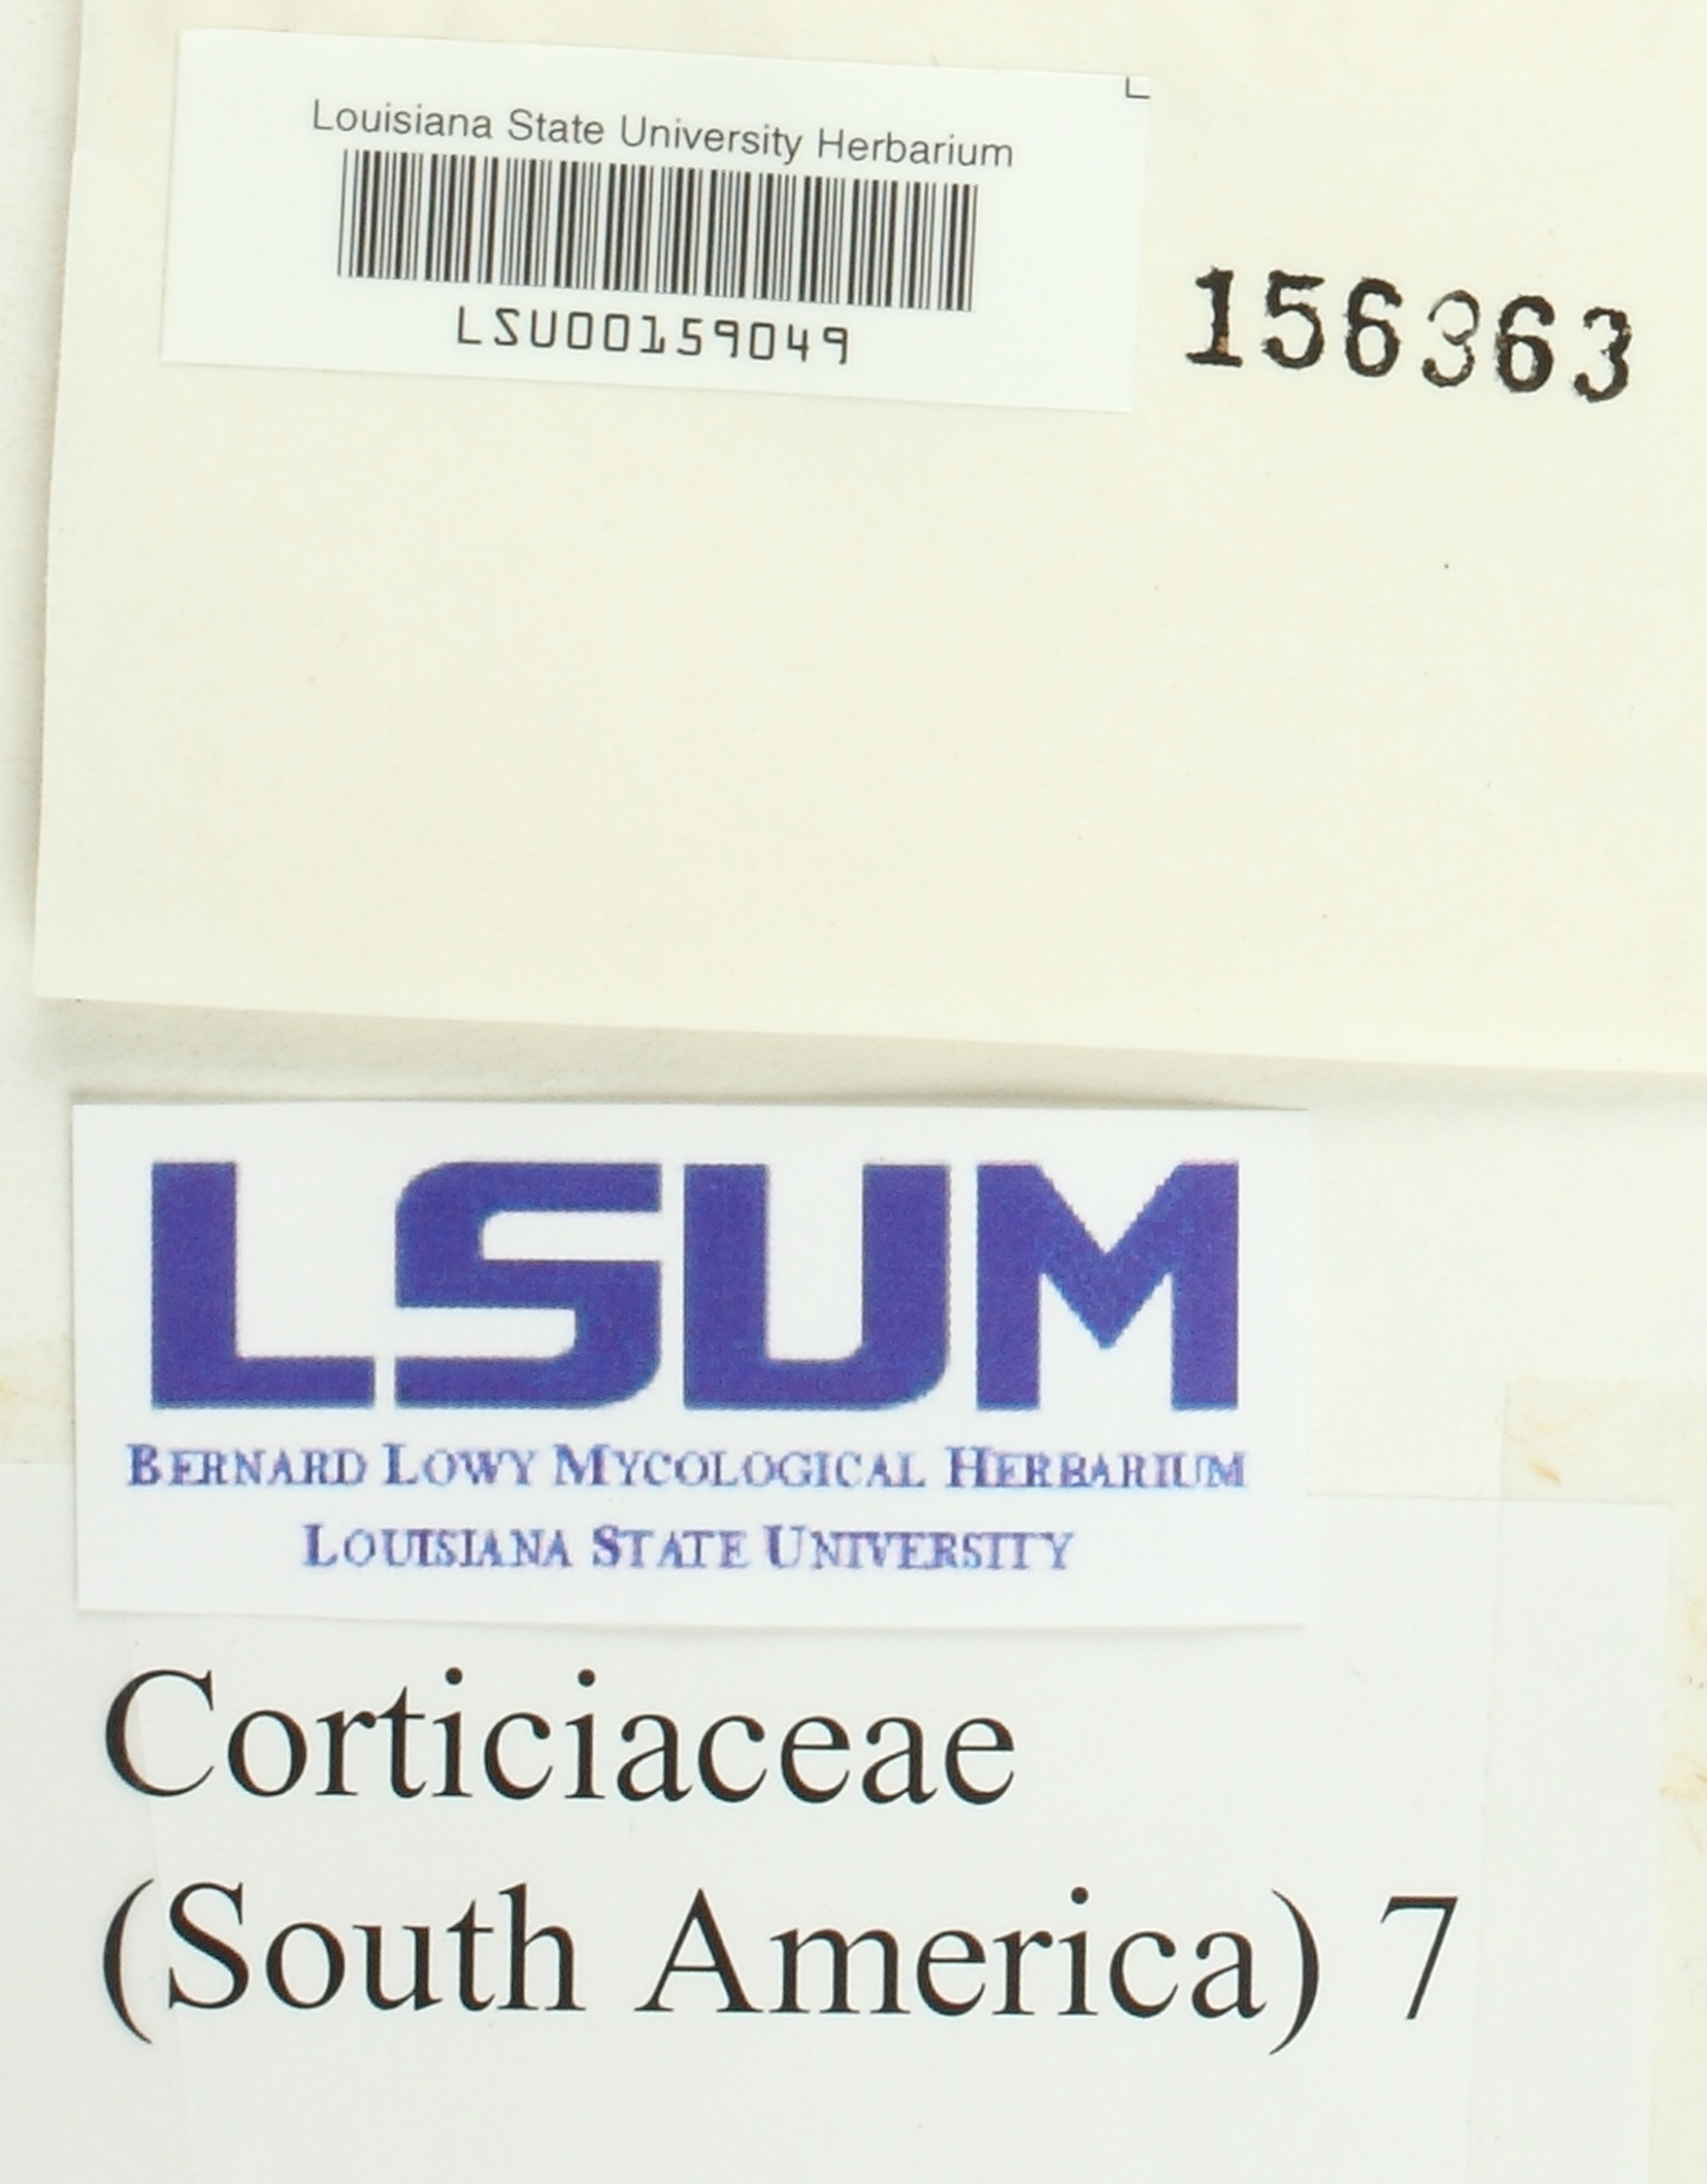 Louisiana State University Herbarium
LSU00159049
156363
LSUM
BERNARD LOWY MYCOLOGICAL HERBARIUM
LOUISIANA STATE UNIVERSITY
Corticiaceae
(South America) 7